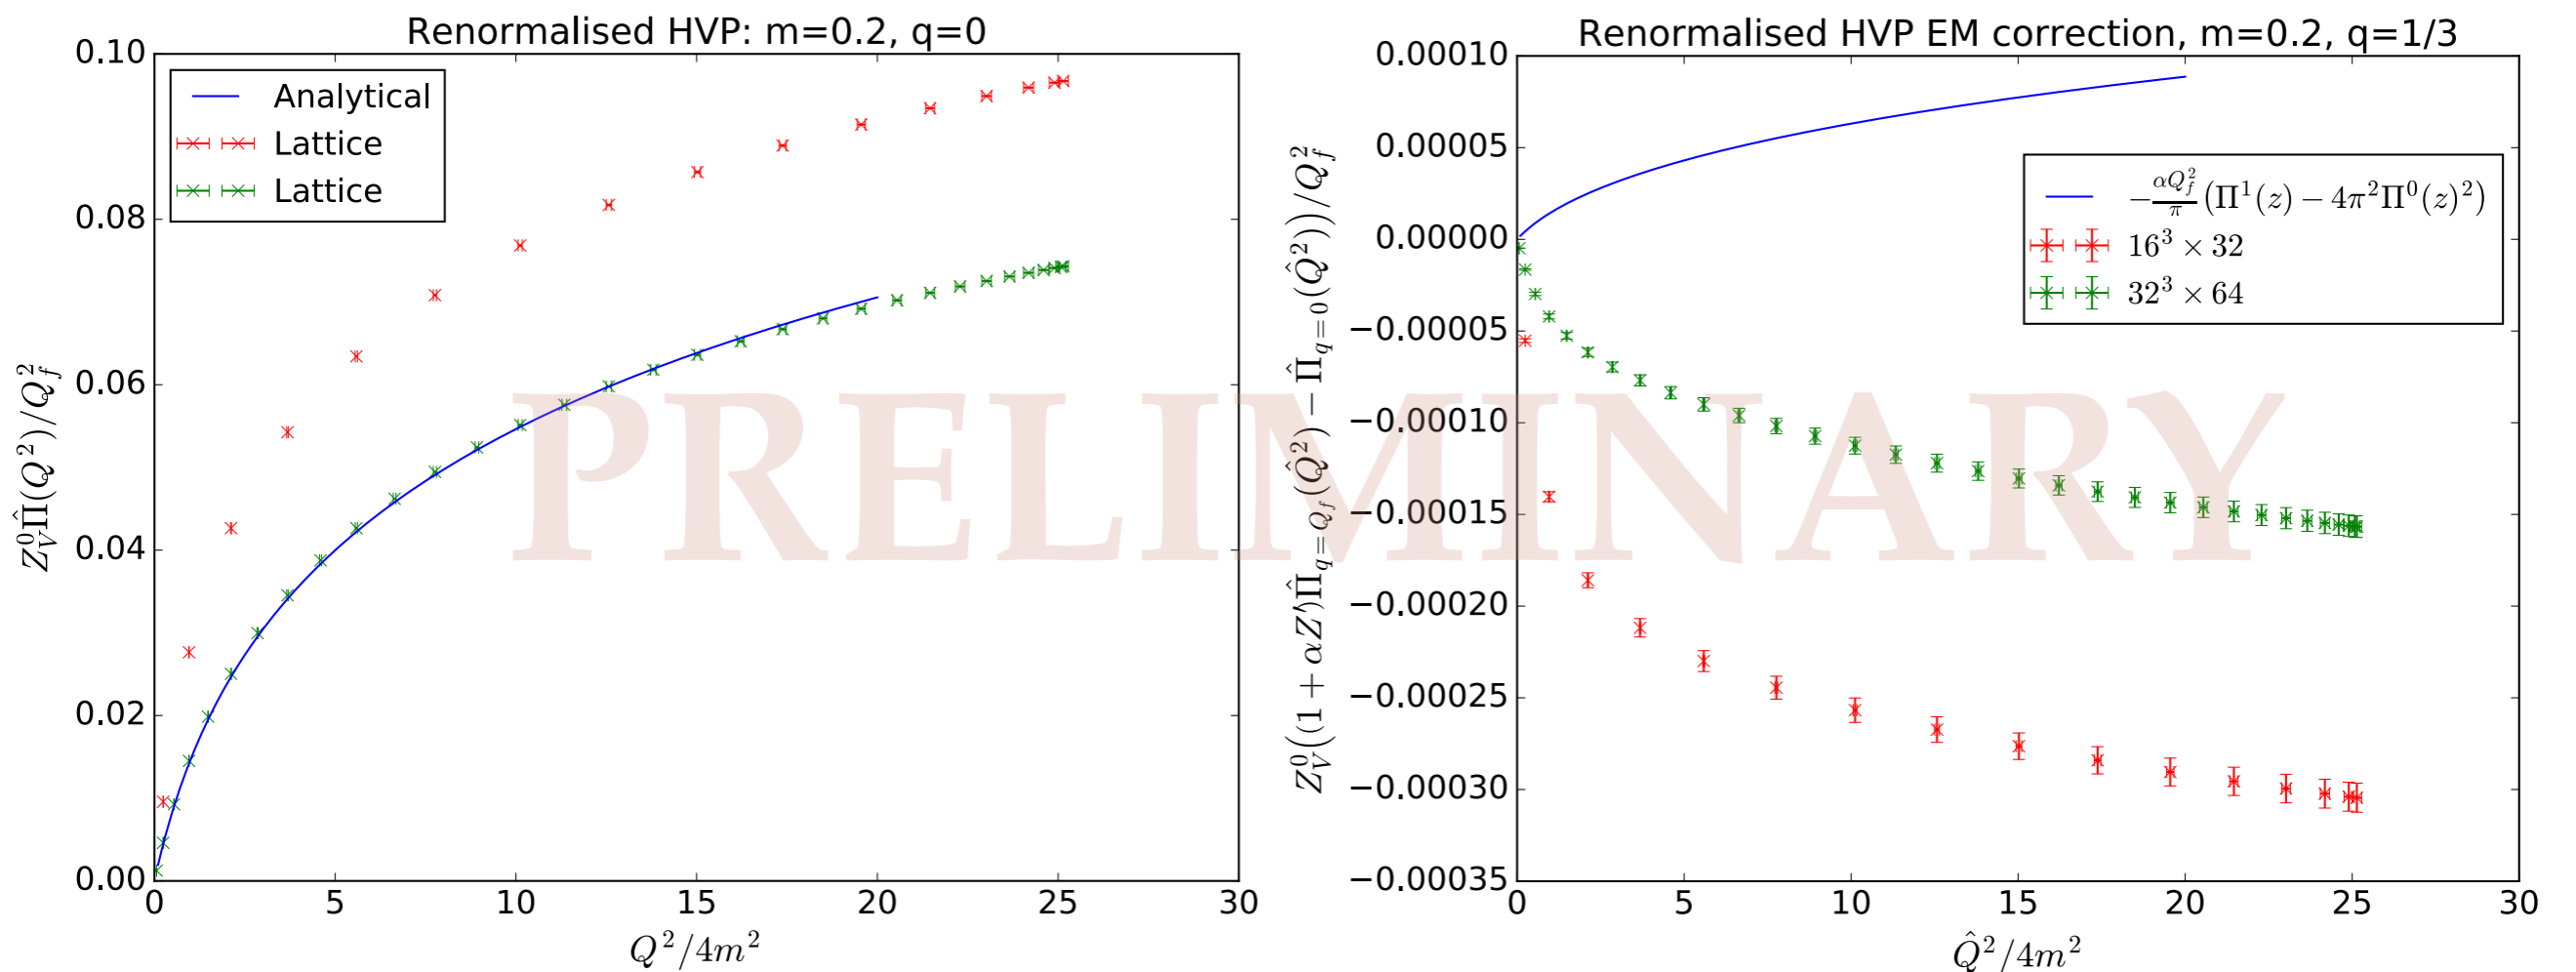 Renormalised HVP: m=0.2, q=0
0.10
0.08
0.06
0.04
0.02
0.00
Z_V^0 Π̂(Q²)/Q_f²
Analytical
Lattice
Lattice
0 5 10 15 20 25 30
Q²/4m²
Renormalised HVP EM correction, m=0.2, q=1/3
0.00010
0.00005
0.00000
−0.00005
−0.00010
−0.00015
−0.00020
−0.00025
−0.00030
−0.00035
Z_V^0((1 + αZ′)Π̂_{q=Q_f}(Q̂²) − Π̂_{q=0}(Q̂²))/Q_f²
−αQ_f²/π (Π¹(z) − 4π²Π⁰(z)²)
16³ × 32
32³ × 64
0 5 10 15 20 25 30
Q̂²/4m²
PRELIMINARY